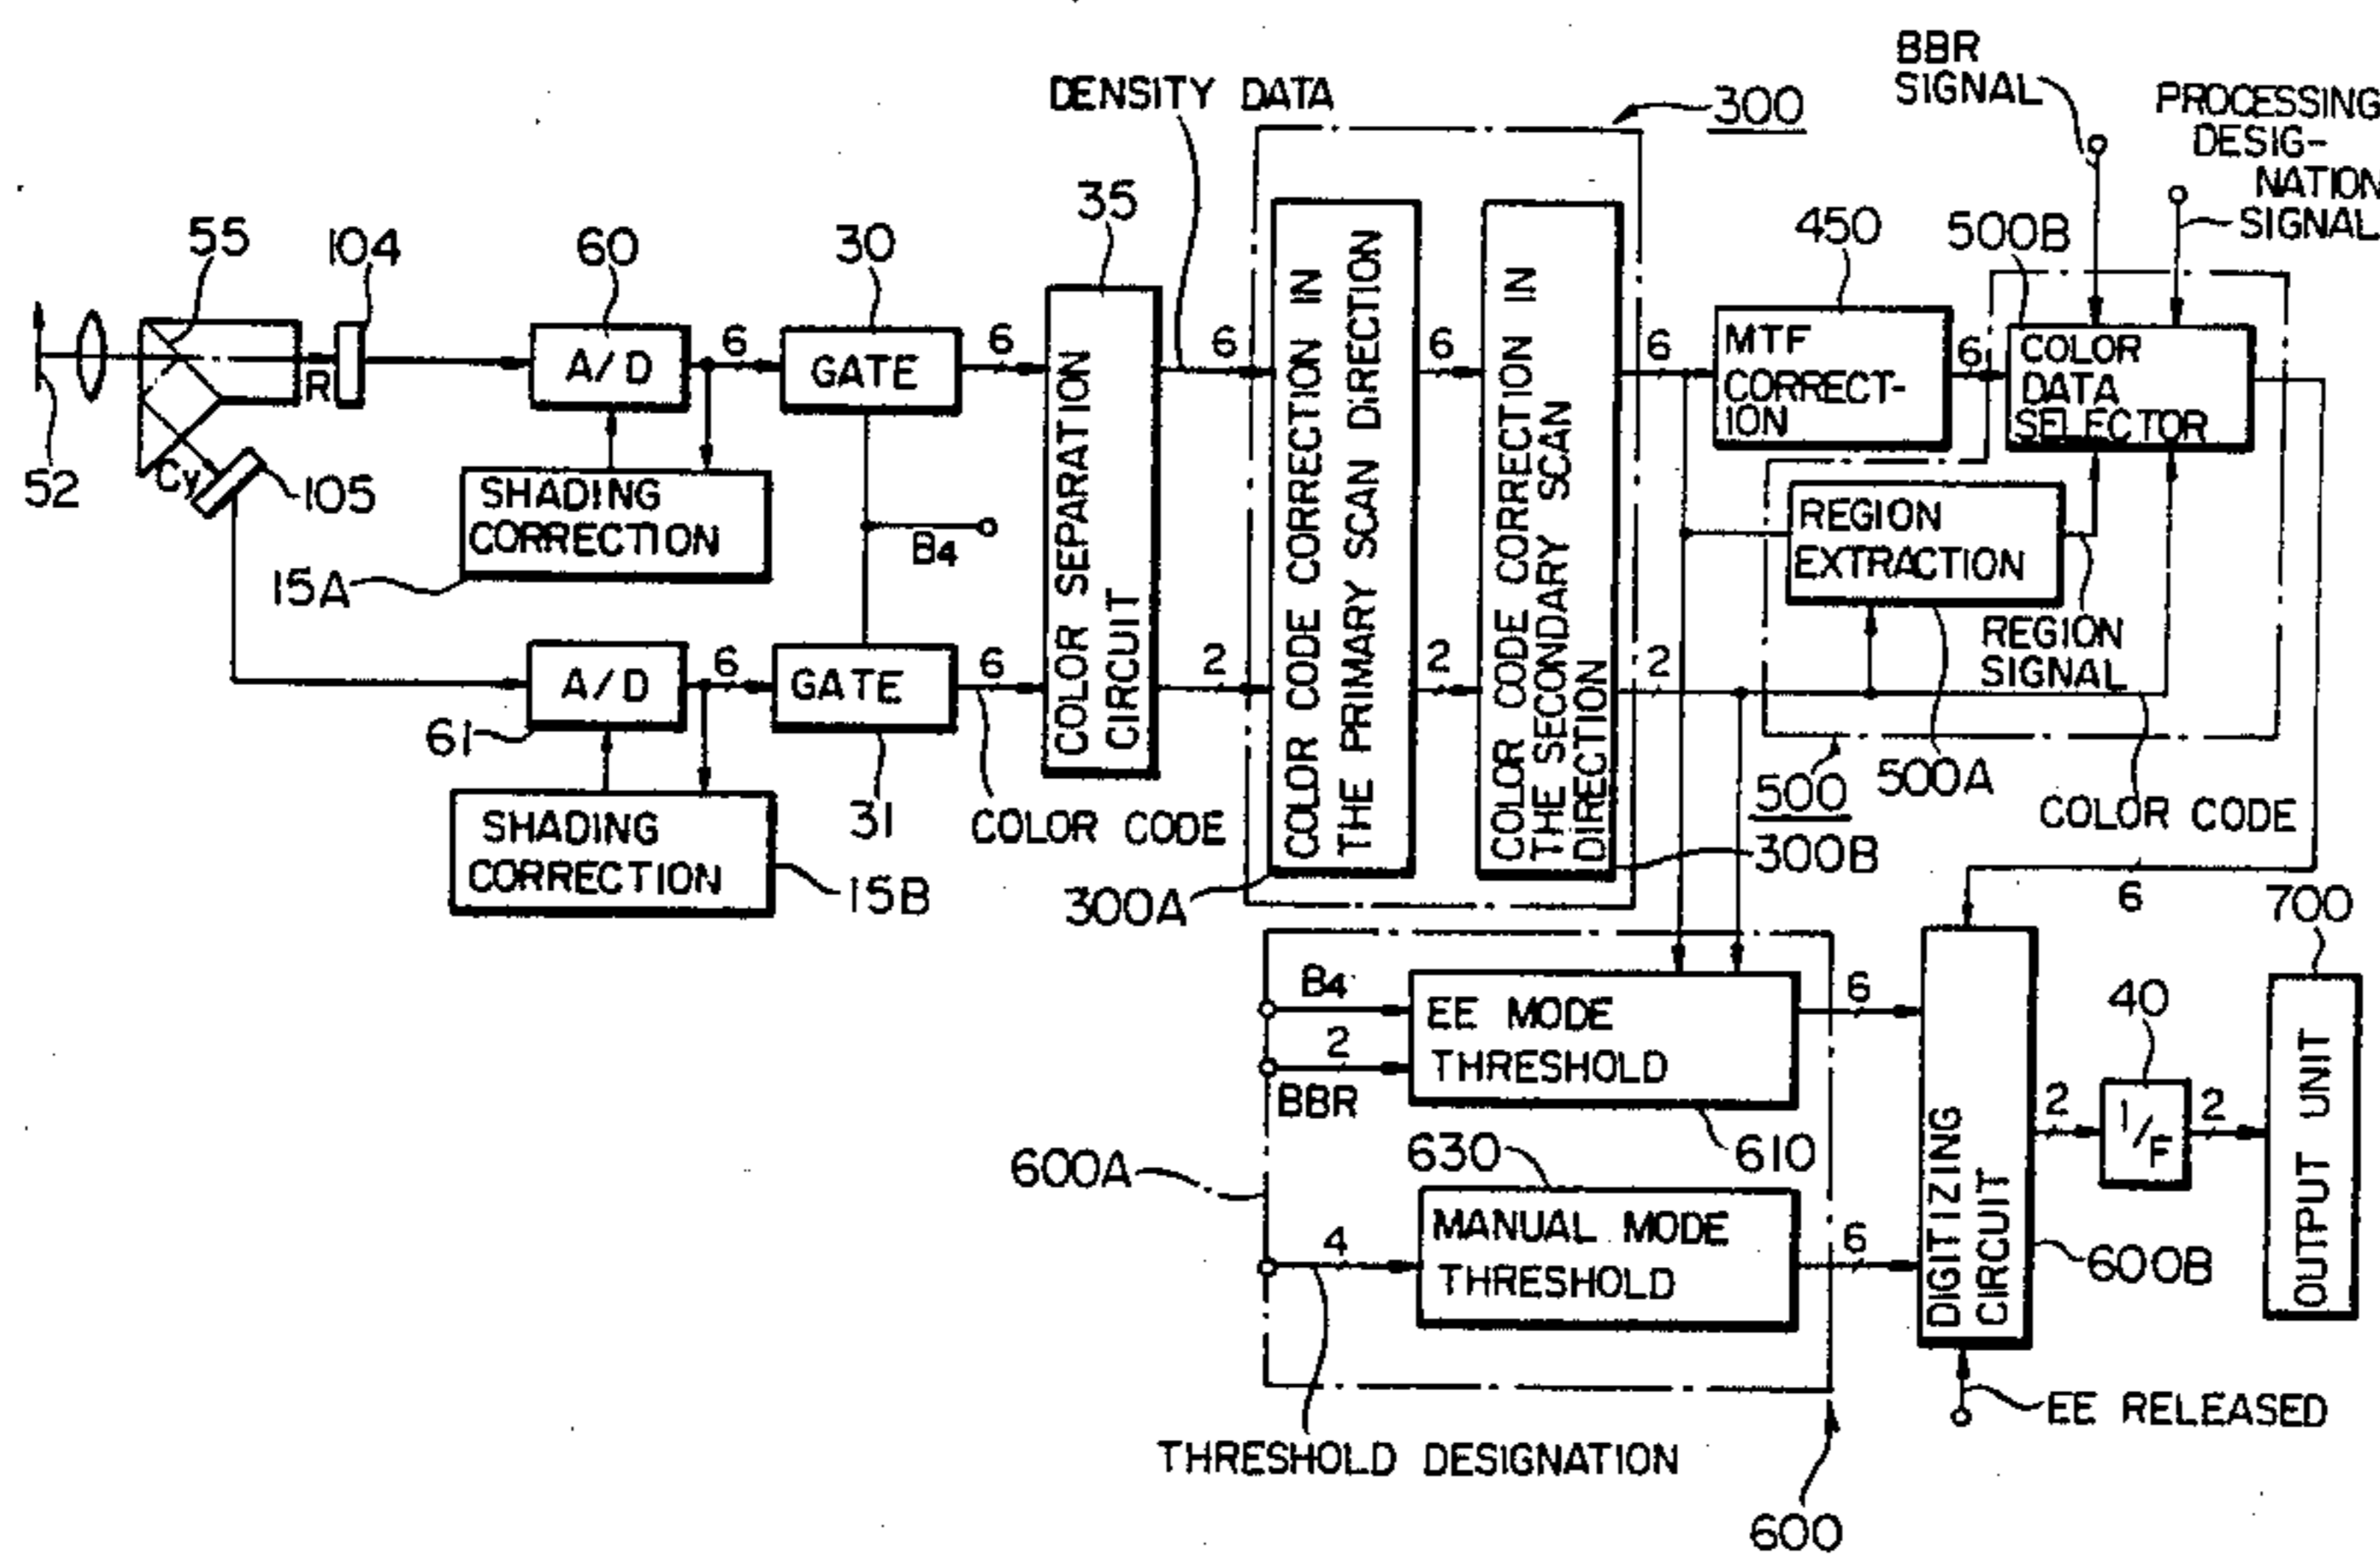 BBR
SIGNAL
PROCESSING
DESIG-
NATION
SIGNAL
DENSITY DATA
300
35
450
500B
55
104
60
30
A/D
6
GATE
6
6
6
6
MTF
CORRECT-
ION
6
COLOR
DATA
SELECTOR
R
52
Cy
105
SHADING
CORRECTION
15A
B4
COLOR SEPARATION
CIRCUIT
COLOR CODE CORRECTION IN
THE PRIMARY SCAN DIRECTION
COLOR CODE CORRECTION IN
THE SECONDARY SCAN
DIRECTION
REGION
EXTRACTION
REGION
SIGNAL
A/D
6
GATE
6
2
2
2
61
31
COLOR CODE
SHADING
CORRECTION
15B
300A
300B
500
500A
COLOR CODE
6
700
B4
2
BBR
EE MODE
THRESHOLD
6
610
600A
630
4
MANUAL MODE
THRESHOLD
6
DIGITIZING
CIRCUIT
600B
2
40
I/F
2
OUTPUT UNIT
EE RELEASED
THRESHOLD DESIGNATION
600